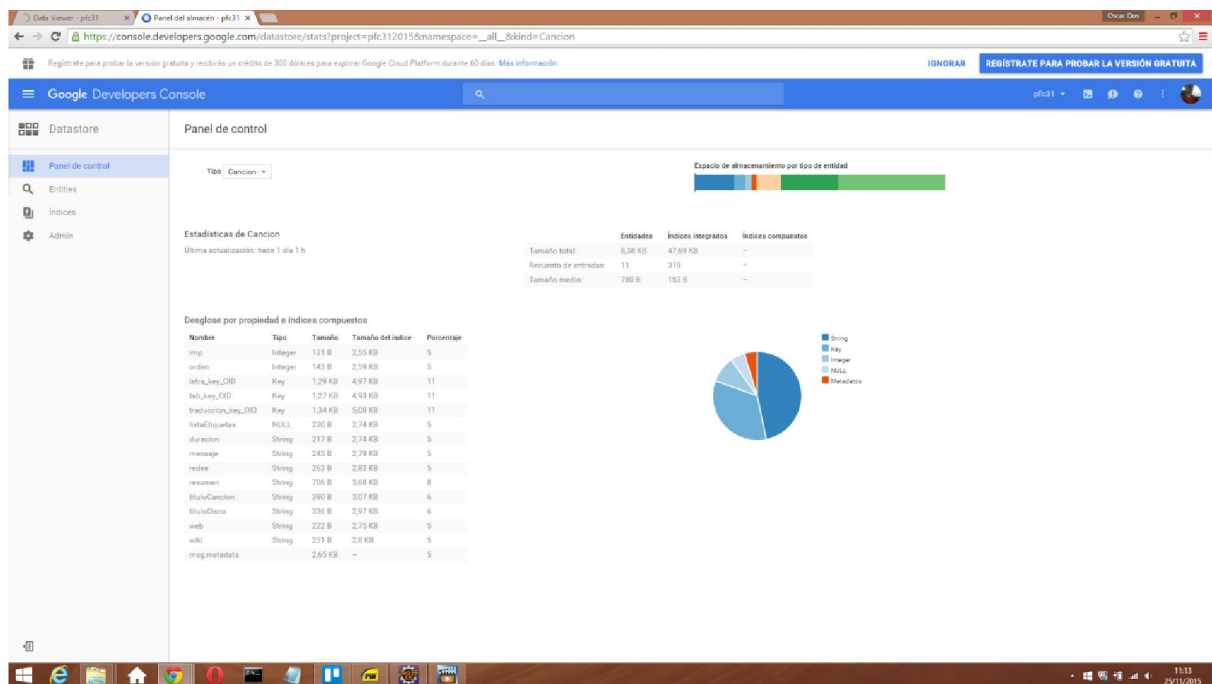 Data Viewer - pfc31
Panel del almacén - pfc31
Oscar Dos
https://console.developers.google.com/datastore/stats?project=pfc312015&namespace=__all__&kind=Cancion
Regístrate para probar la versión gratuita y recibirás un crédito de 300 dólares para explorar Google Cloud Platform durante 60 días. Más información
IGNORAR
REGÍSTRATE PARA PROBAR LA VERSIÓN GRATUITA
Google Developers Console
pfc31
Datastore
Panel de control
Panel de control
Entities
Índices
Admin
Tipo Cancion
Espacio de almacenamiento por tipo de entidad
Estadísticas de Cancion
Última actualización: hace 1 día 1 h
Entidades Índices integrados Índices compuestos
Tamaño total: 8,38 KB 47,69 KB –
Recuento de entradas: 11 319 –
Tamaño medio: 780 B 153 B –
Desglose por propiedad e índices compuestos
Nombre Tipo Tamaño Tamaño del índice Porcentaje
imp Integer 121 B 2,55 KB 5
orden Integer 143 B 2,59 KB 5
letra_key_OID Key 1,29 KB 4,97 KB 11
tab_key_OID Key 1,27 KB 4,93 KB 11
traduccion_key_OID Key 1,34 KB 5,08 KB 11
listaEtiquetas NULL 220 B 2,74 KB 5
duracion String 217 B 2,74 KB 5
mensaje String 243 B 2,79 KB 5
redes String 262 B 2,82 KB 5
resumen String 706 B 3,68 KB 8
tituloCancion String 390 B 3,07 KB 6
tituloDisco String 336 B 2,97 KB 6
web String 222 B 2,75 KB 5
wiki String 251 B 2,8 KB 5
msg:metadata 2,65 KB – 5
String
Key
Integer
NULL
Metadatos
11:13
25/11/2015